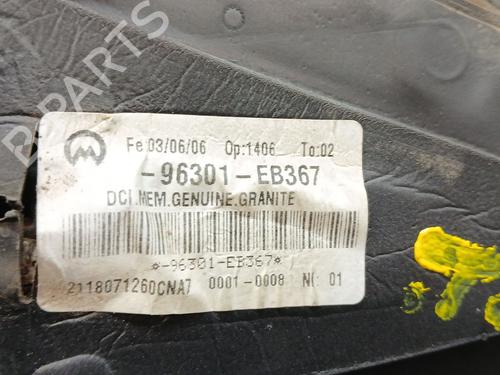 B-PARTS
Fe:03/06/06 Op:1406 To:02
-96301-EB367
DCI.MEM.GENUINE.GRANITE
*-96301-EB367*
2118071260CNA7 0001-0008 N(: 01